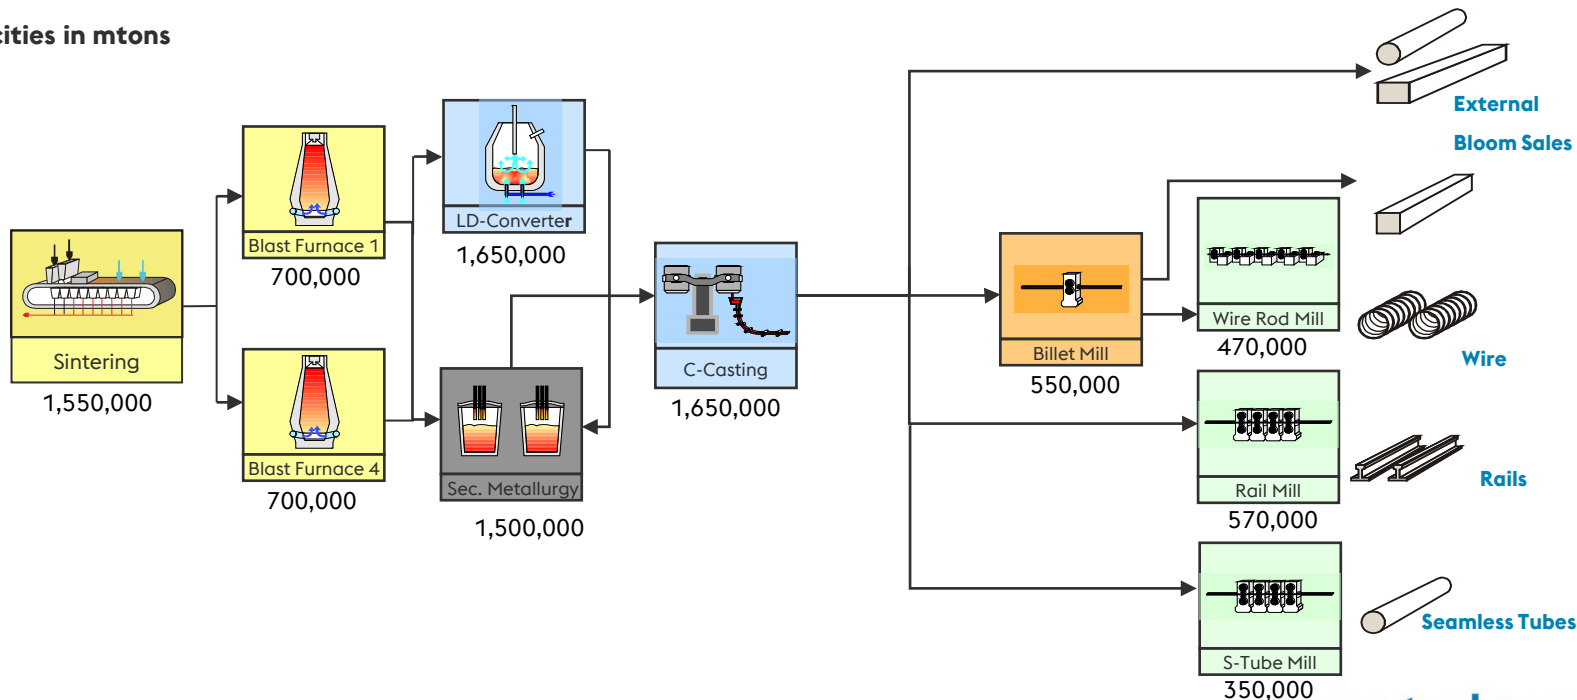 cities in mtons
External
Bloom Sales
LD-Converter
1,650,000
Blast Furnace 1
700,000
Sintering
1,550,000
C-Casting
1,650,000
Billet Mill
550,000
Wire Rod Mill
470,000
Wire
Blast Furnace 4
700,000
Sec. Metallurgy
1,500,000
Rail Mill
570,000
Rails
S-Tube Mill
350,000
Seamless Tubes